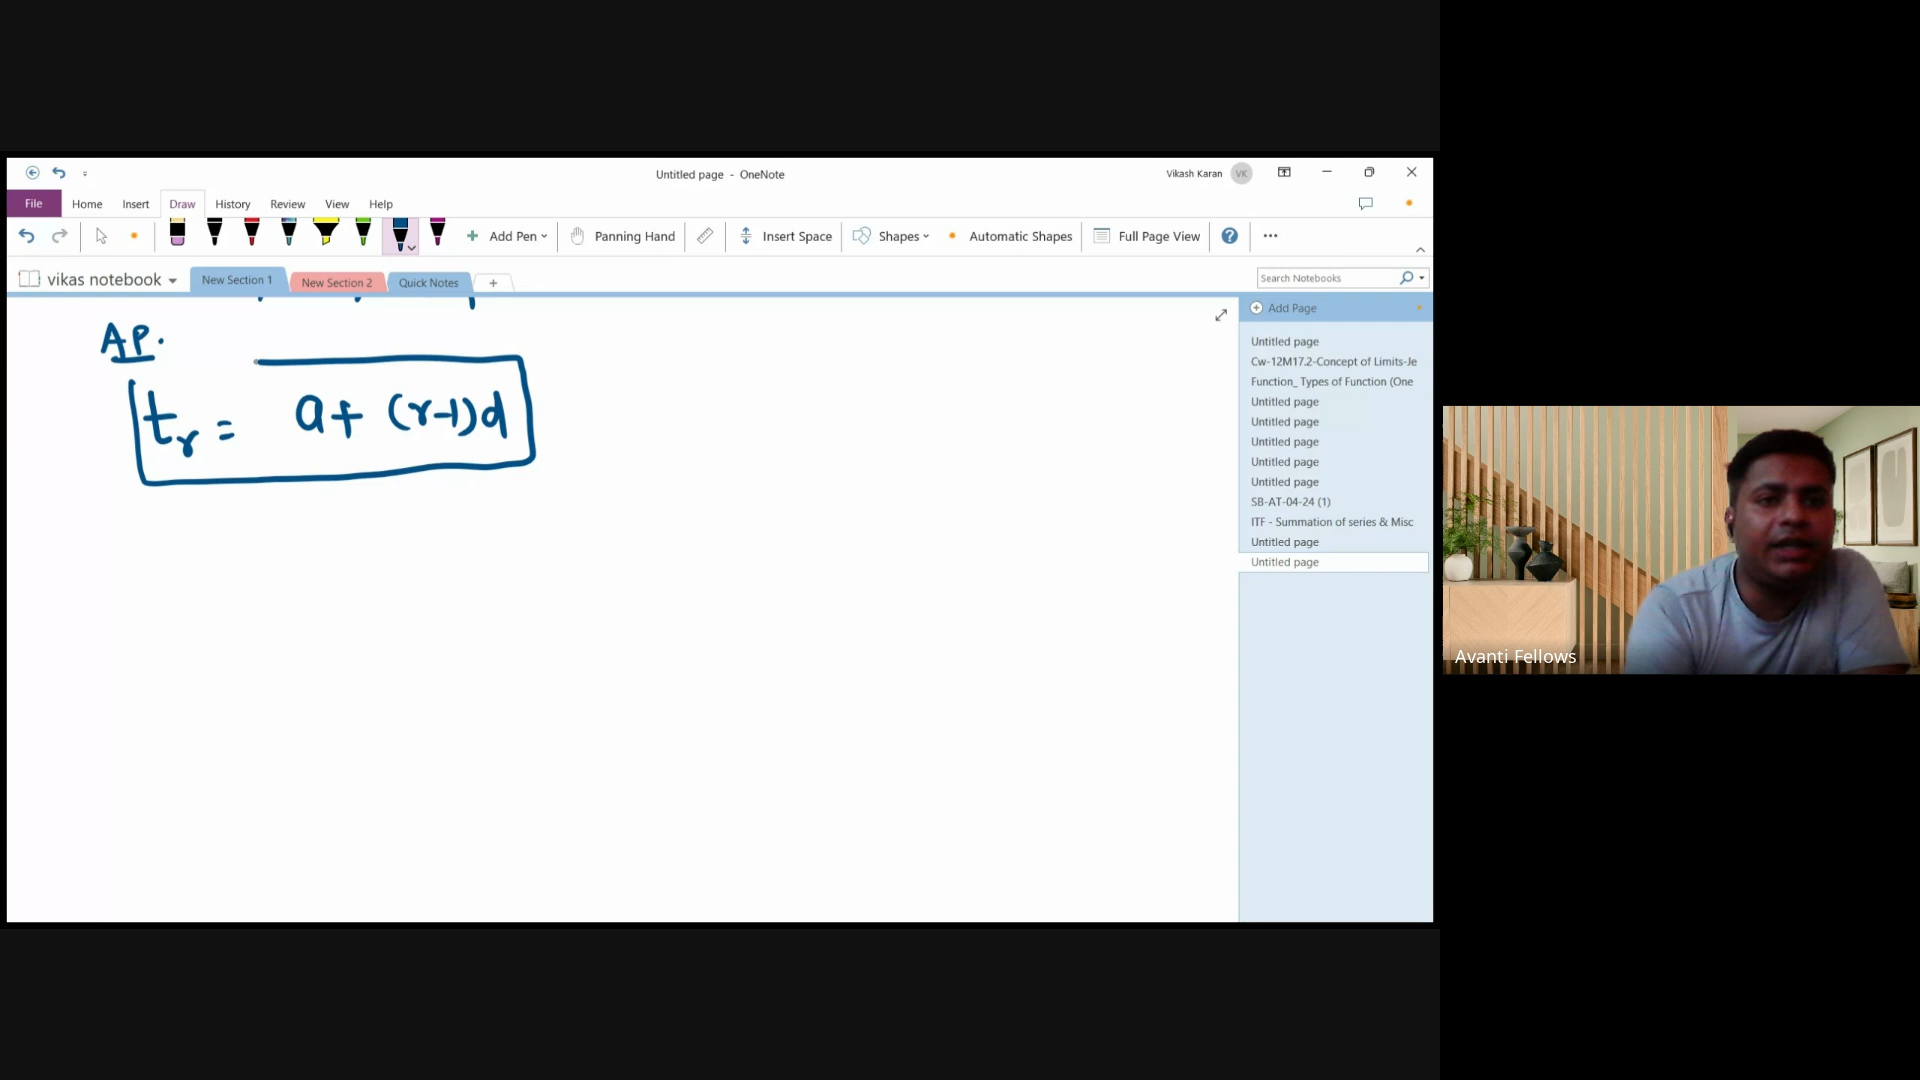 Untitled page - OneNote
Vikash Karan VK
File Home Insert Draw History Review View Help
+ Add Pen Panning Hand Insert Space Shapes Automatic Shapes Full Page View ? ...
vikas notebook New Section 1 New Section 2 Quick Notes + Search Notebooks
Add Page
AP.
t_r = a + (r-1)d
Untitled page
Cw-12M17.2-Concept of Limits-Je
Function_ Types of Function (One
Untitled page
Untitled page
Untitled page
Untitled page
Untitled page
SB-AT-04-24 (1)
ITF - Summation of series & Misc
Untitled page
Untitled page
Avanti Fellows